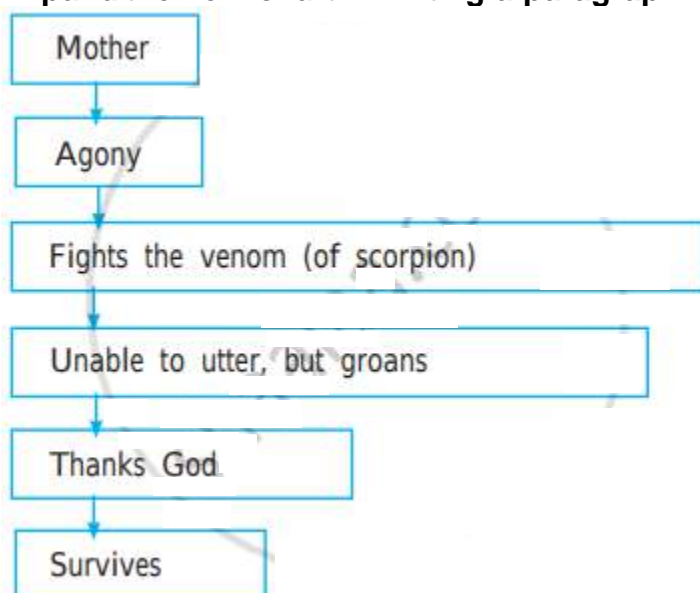 Mother
Agony
Fights the venom (of scorpion)
Unable to utter, but groans
Thanks God
Survives